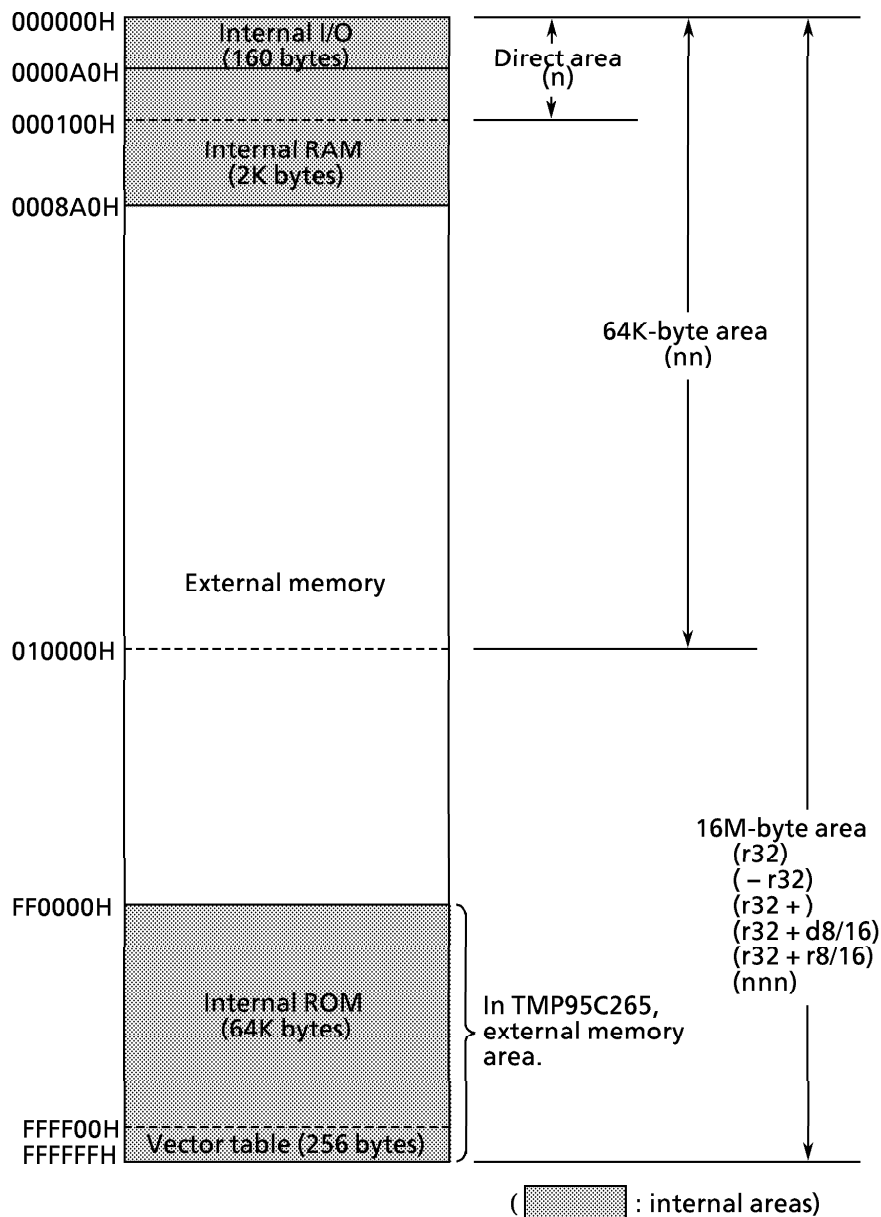 000000H
Internal I/O
(160 bytes)
0000A0H
Direct area
(n)
000100H
Internal RAM
(2K bytes)
0008A0H
64K-byte area
(nn)
External memory
010000H
16M-byte area
(r32)
( – r32)
(r32 + )
(r32 + d8/16)
(r32 + r8/16)
(nnn)
FF0000H
Internal ROM
(64K bytes)
In TMP95C265,
external memory
area.
FFFF00H
Vector table (256 bytes)
FFFFFFH
( : internal areas)